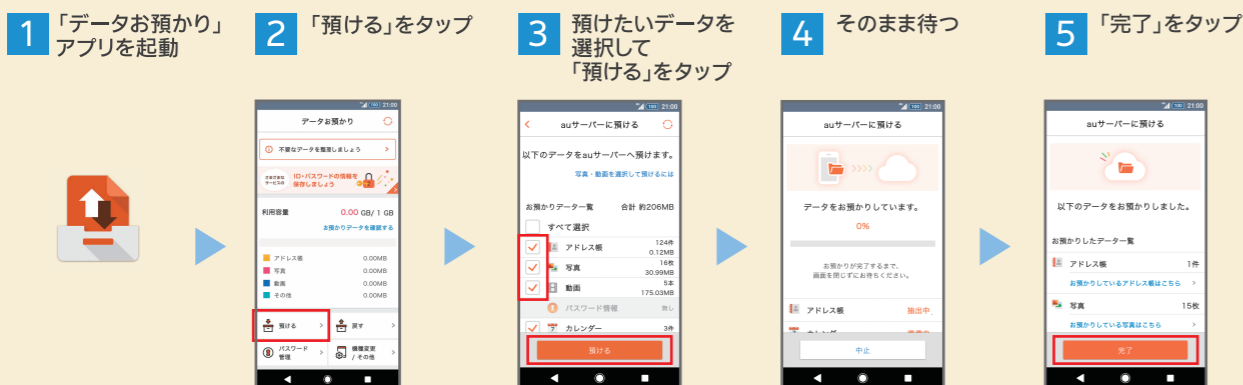 1 「データお預かり」
アプリを起動
2 「預ける」をタップ
3 預けたいデータを
選択して
「預ける」をタップ
4 そのまま待つ
5 「完了」をタップ
100 21:00
データお預かり
不要なデータを整理しましょう >
さまざまな
サービスの
ID・パスワードの情報を
保存しましょう
利用容量 0.00 GB/ 1 GB
お預かりデータを確認する
アドレス帳 0.00MB
写真 0.00MB
動画 0.00MB
その他 0.00MB
預ける >
戻す >
パスワード
管理 >
機種変更
/ その他 >
100 21:00
< auサーバーに預ける
以下のデータをauサーバーへ預けます。
写真・動画を選択して預けるには
お預かりデータ一覧 合計 約206MB
すべて選択
アドレス帳 124件
0.12MB
写真 16枚
30.99MB
動画 5本
175.03MB
パスワード情報 無し
7 カレンダー 3件
預ける
100 21:00
auサーバーに預ける
データをお預かりしています。
0%
お預かりが完了するまで、
画面を閉じずにお待ちください。
アドレス帳 抽出中
中止
100 21:00
auサーバーに預ける
以下のデータをお預かりしました。
お預かりしたデータ一覧
アドレス帳 1件
お預かりしているアドレス帳はこちら >
写真 15枚
お預かりしている写真はこちら >
完了